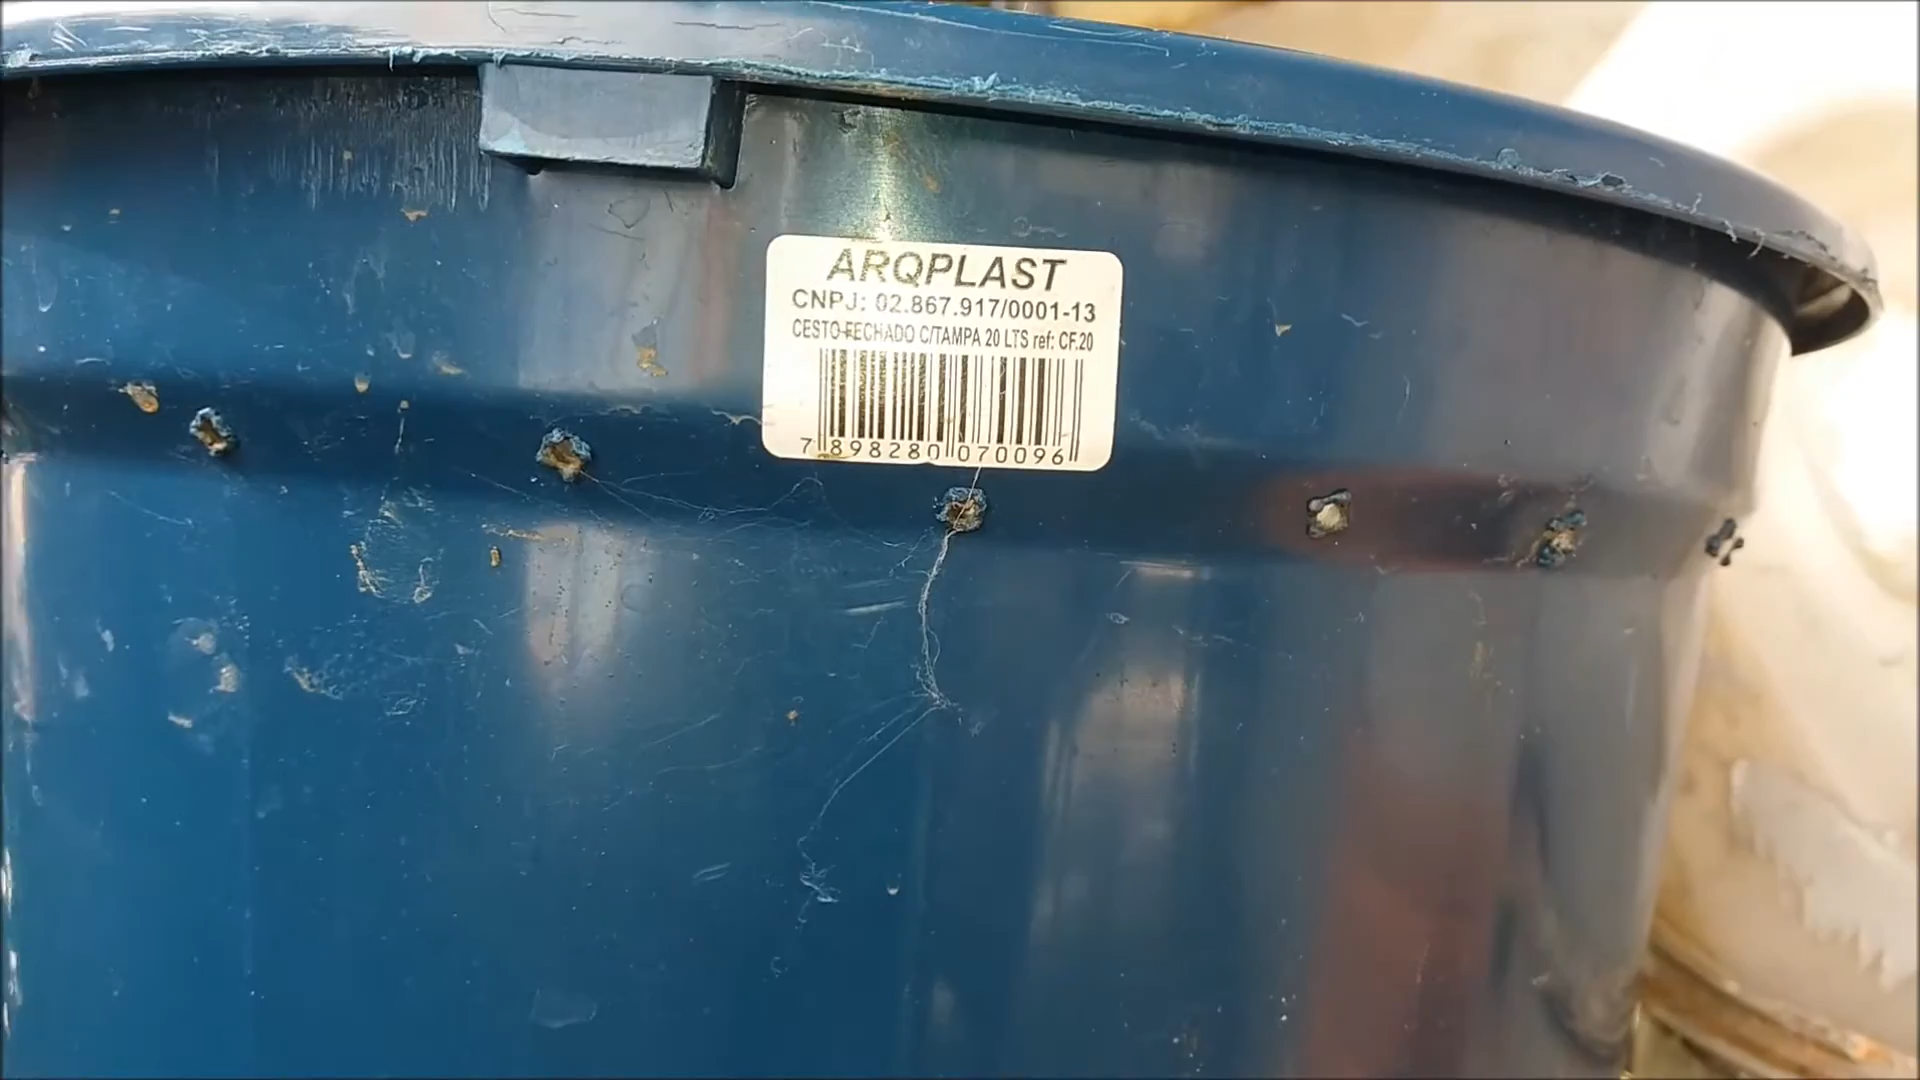 ARQPLAST
CNPJ: 02.867.917/0001-13
CESTO FECHADO C/TAMPA 20 LTS ref: CF.20
7 898280 070096